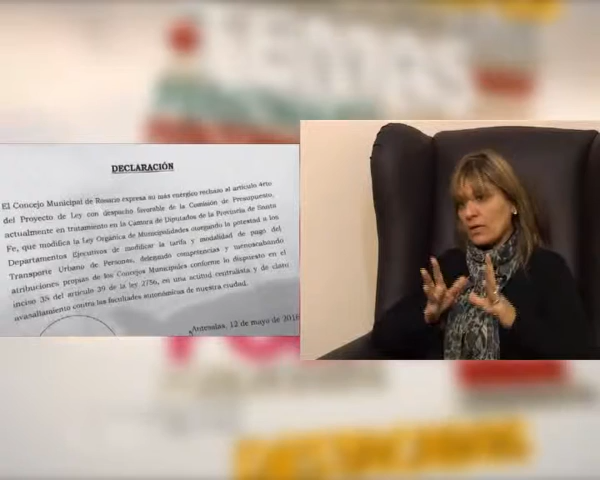 TEMAS
DECLARACIÓN
El Concejo Municipal de Rosario expresa su más enérgico rechazo al artículo
del Proyecto de Ley con despacho favorable de la Comisión de Presupuesto,
actualmente en tratamiento en la Cámara de Diputados de la Provincia de Santa
Fe, que modifica la Ley Orgánica de Municipalidades otorgando la potestad a los
Departamentos Ejecutivos de modificar la tarifa y modalidad de pago del
Transporte Urbano de Personas, delegando competencias y menoscabando
atribuciones propias de los Concejos Municipales conforme lo dispuesto en el
inciso 35 del artículo 39 de la ley 2756, en una actitud centralista y de claro
avasallamiento contra las facultades autonómicas de nuestra ciudad.
Antesalas, 12 de mayo de 2016